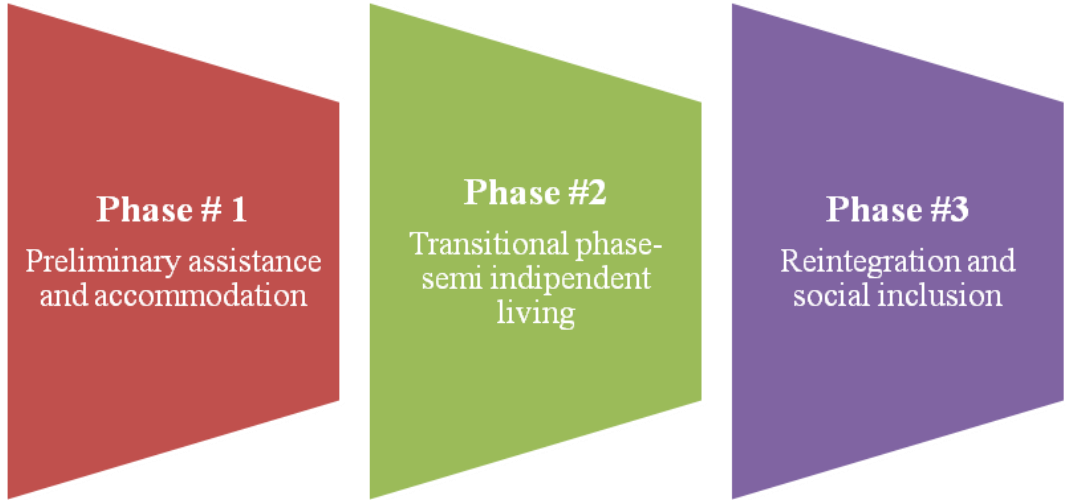 Phase # 1
Preliminary assistance
and accommodation
Phase #2
Transitional phase-
semi indipendent
living
Phase #3
Reintegration and
social inclusion